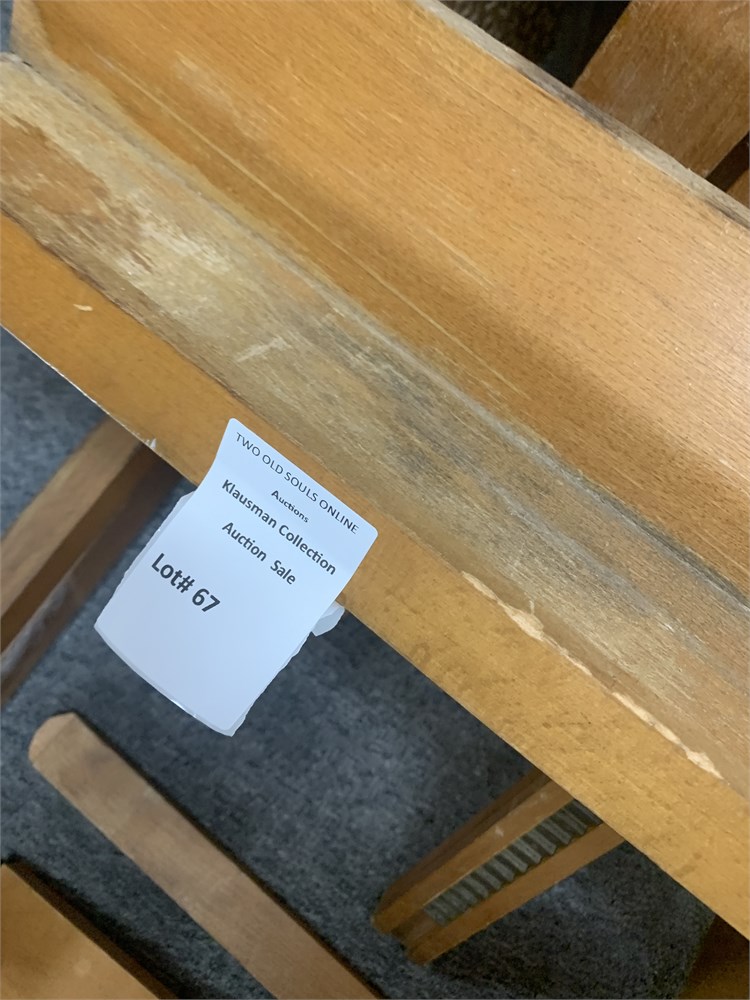 TWO OLD SOULS ONLINE
Auctions
Klausman Collection
Auction Sale
Lot# 67